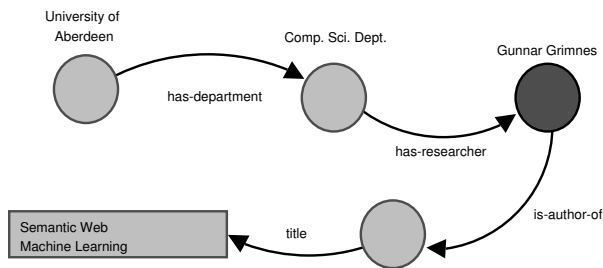 University of
Aberdeen
Comp. Sci. Dept.
Gunnar Grimnes
has-department
has-researcher
is-author-of
title
Semantic Web
Machine Learning